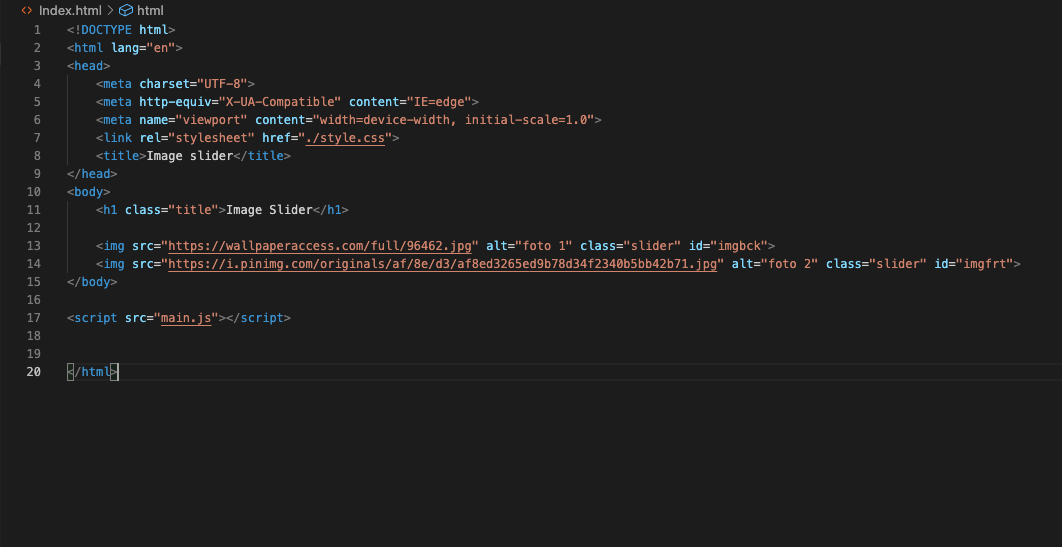 Index.html > html
1 <!DOCTYPE html>
2 <html lang="en">
3 <head>
4     <meta charset="UTF-8">
5     <meta http-equiv="X-UA-Compatible" content="IE=edge">
6     <meta name="viewport" content="width=device-width, initial-scale=1.0">
7     <link rel="stylesheet" href="./style.css">
8     <title>Image slider</title>
9 </head>
10 <body>
11     <h1 class="title">Image Slider</h1>
12
13     <img src="https://wallpaperaccess.com/full/96462.jpg" alt="foto 1" class="slider" id="imgbck">
14     <img src="https://i.pinimg.com/originals/af/8e/d3/af8ed3265ed9b78d34f2340b5bb42b71.jpg" alt="foto 2" class="slider" id="imgfrt">
15 </body>
16
17 <script src="main.js"></script>
18
19
20 </html>